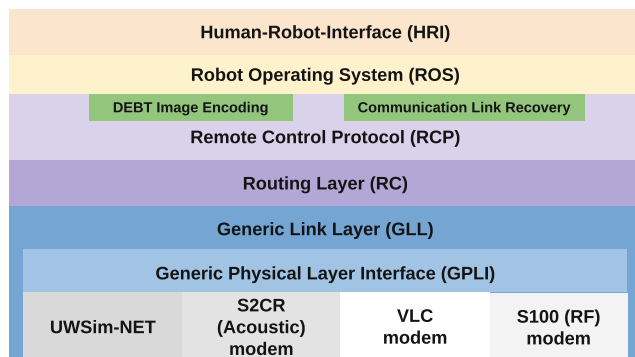 Human-Robot-Interface (HRI)
Robot Operating System (ROS)
DEBT Image Encoding
Communication Link Recovery
Remote Control Protocol (RCP)
Routing Layer (RC)
Generic Link Layer (GLL)
Generic Physical Layer Interface (GPLI)
UWSim-NET
S2CR
(Acoustic)
modem
VLC
modem
S100 (RF)
modem